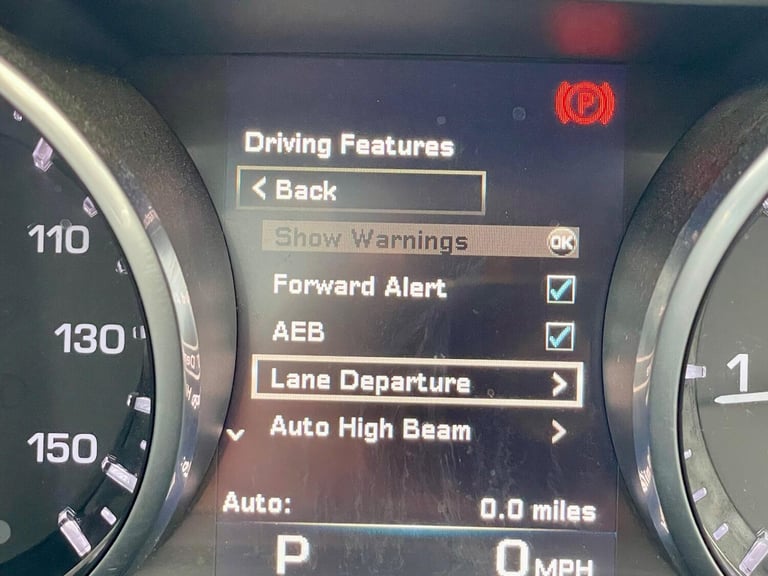 P
Driving Features
< Back
Show Warnings OK
Forward Alert
AEB
Lane Departure >
Auto High Beam >
Auto: 0.0 miles
P 0 MPH
110
130
150
1